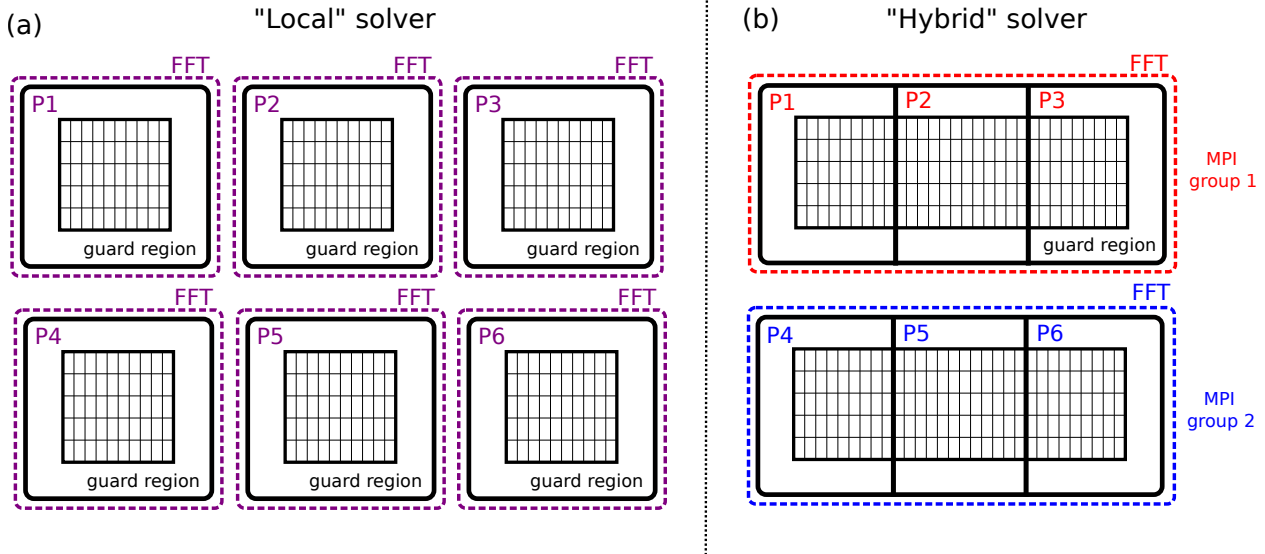 (a)
"Local" solver
FFT
FFT
FFT
P1
P2
P3
guard region
guard region
guard region
FFT
FFT
FFT
P4
P5
P6
guard region
guard region
guard region
(b)
"Hybrid" solver
FFT
P1
P2
P3
guard region
MPI
group 1
FFT
P4
P5
P6
MPI
group 2